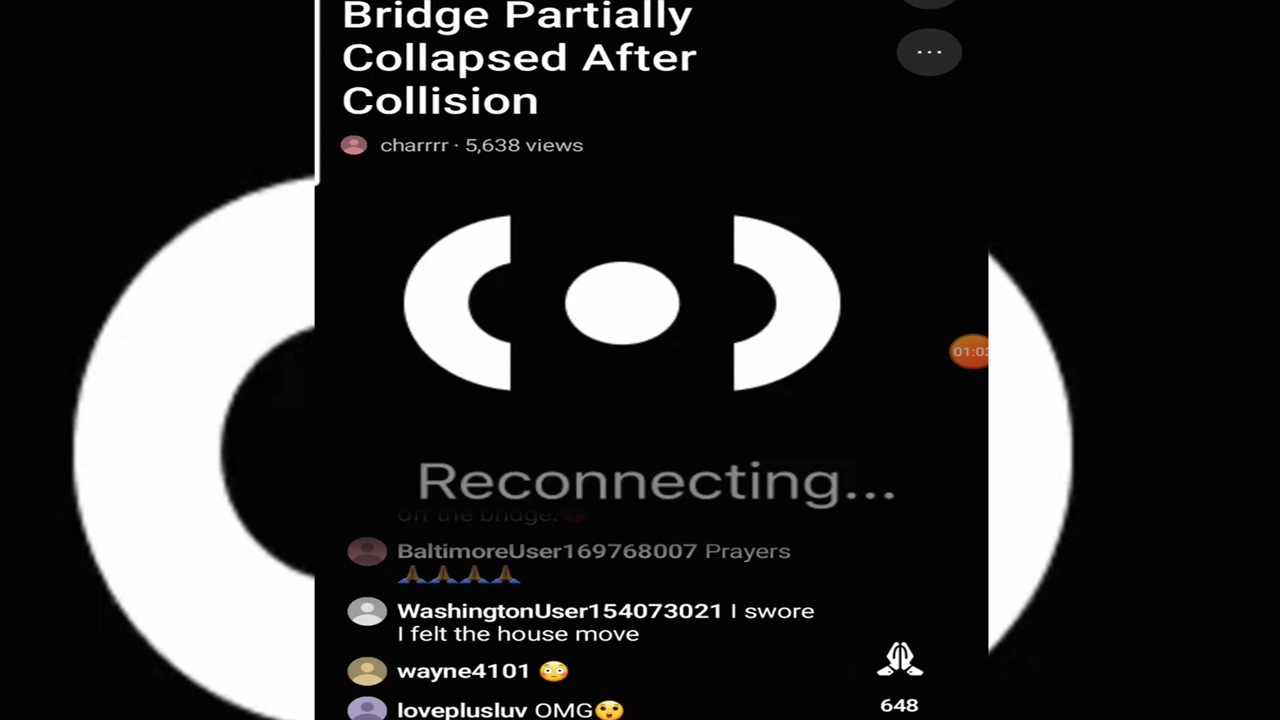 Bridge Partially
Collapsed After
Collision
charrrr · 5,638 views
01:03
Reconnecting...
off the bridge.
BaltimoreUser169768007 Prayers
🙏🏾🙏🏾🙏🏾🙏🏾
WashingtonUser154073021 I swore
I felt the house move
wayne4101 😳
loveplusluv OMG😲
648